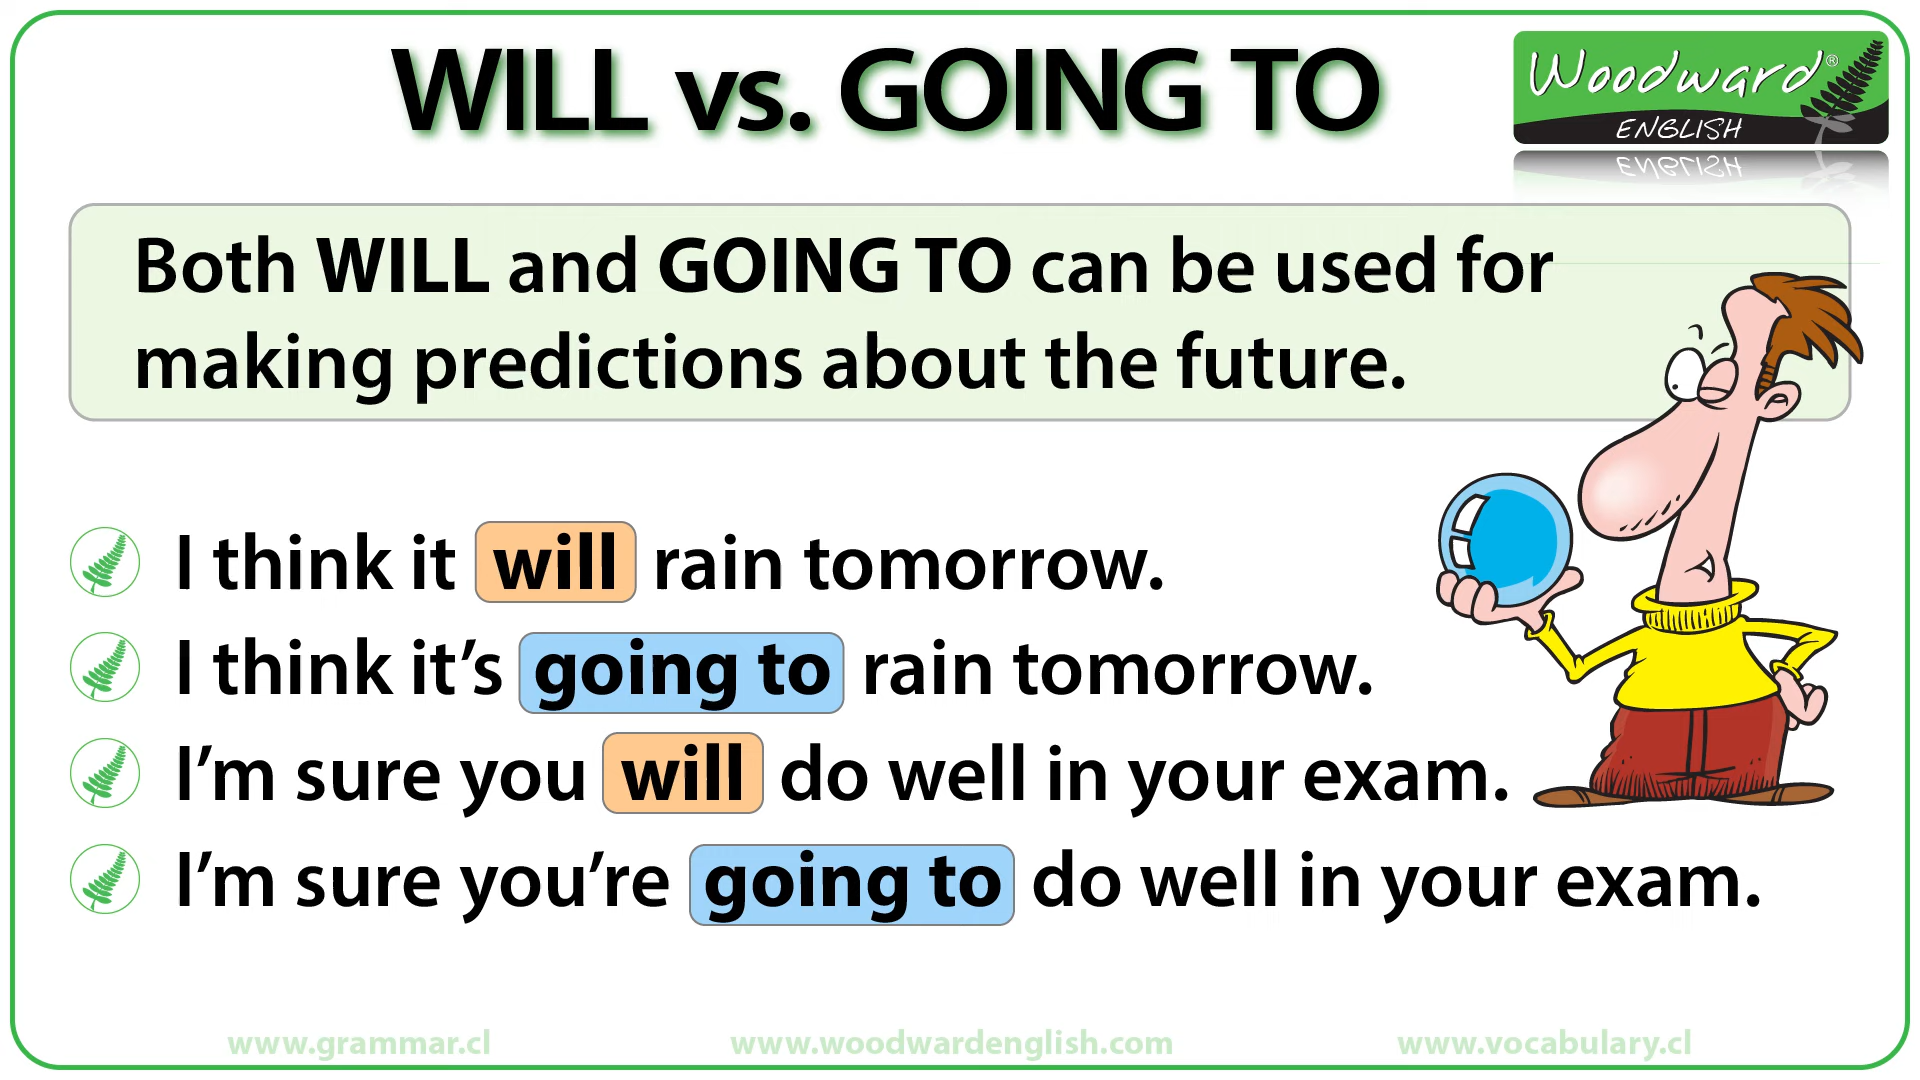 WILL vs. GOING TO
Woodward®
ENGLISH
Both WILL and GOING TO can be used for
making predictions about the future.
I think it will rain tomorrow.
I think it’s going to rain tomorrow.
I’m sure you will do well in your exam.
I’m sure you’re going to do well in your exam.
www.grammar.cl www.woodwardenglish.com www.vocabulary.cl